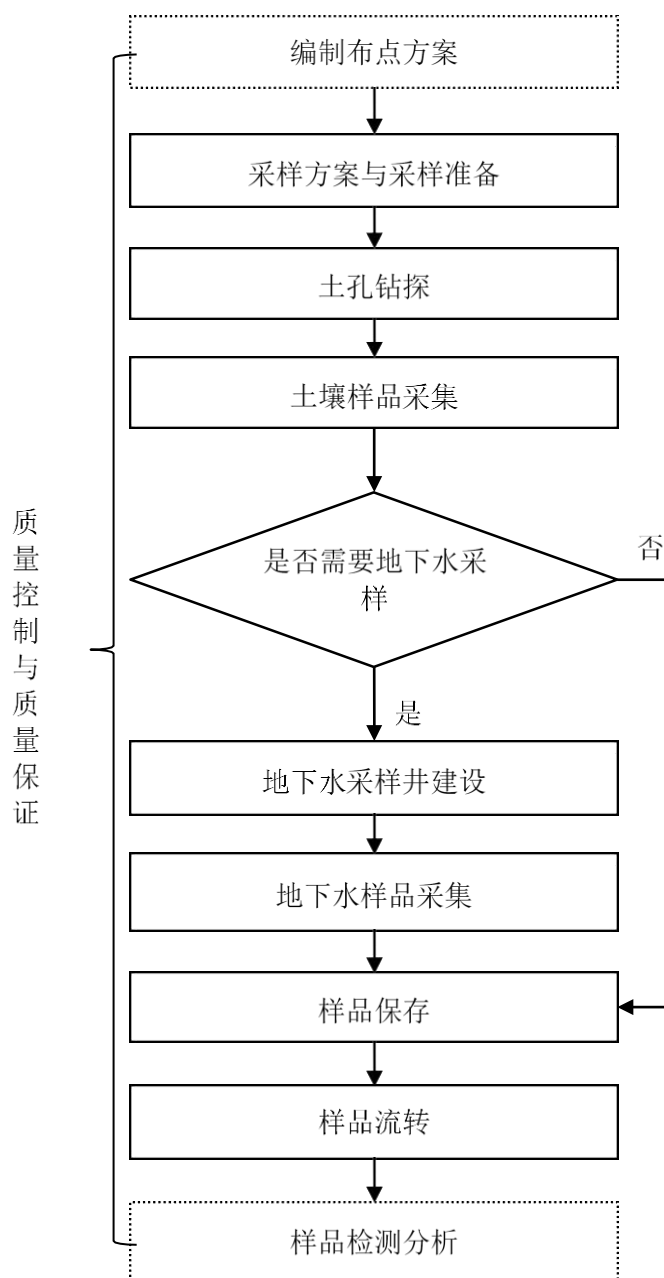 编制布点方案
采样方案与采样准备
土孔钻探
土壤样品采集
是否需要地下水采
样
否
是
地下水采样井建设
地下水样品采集
样品保存
样品流转
样品检测分析
质量控制与质量保证